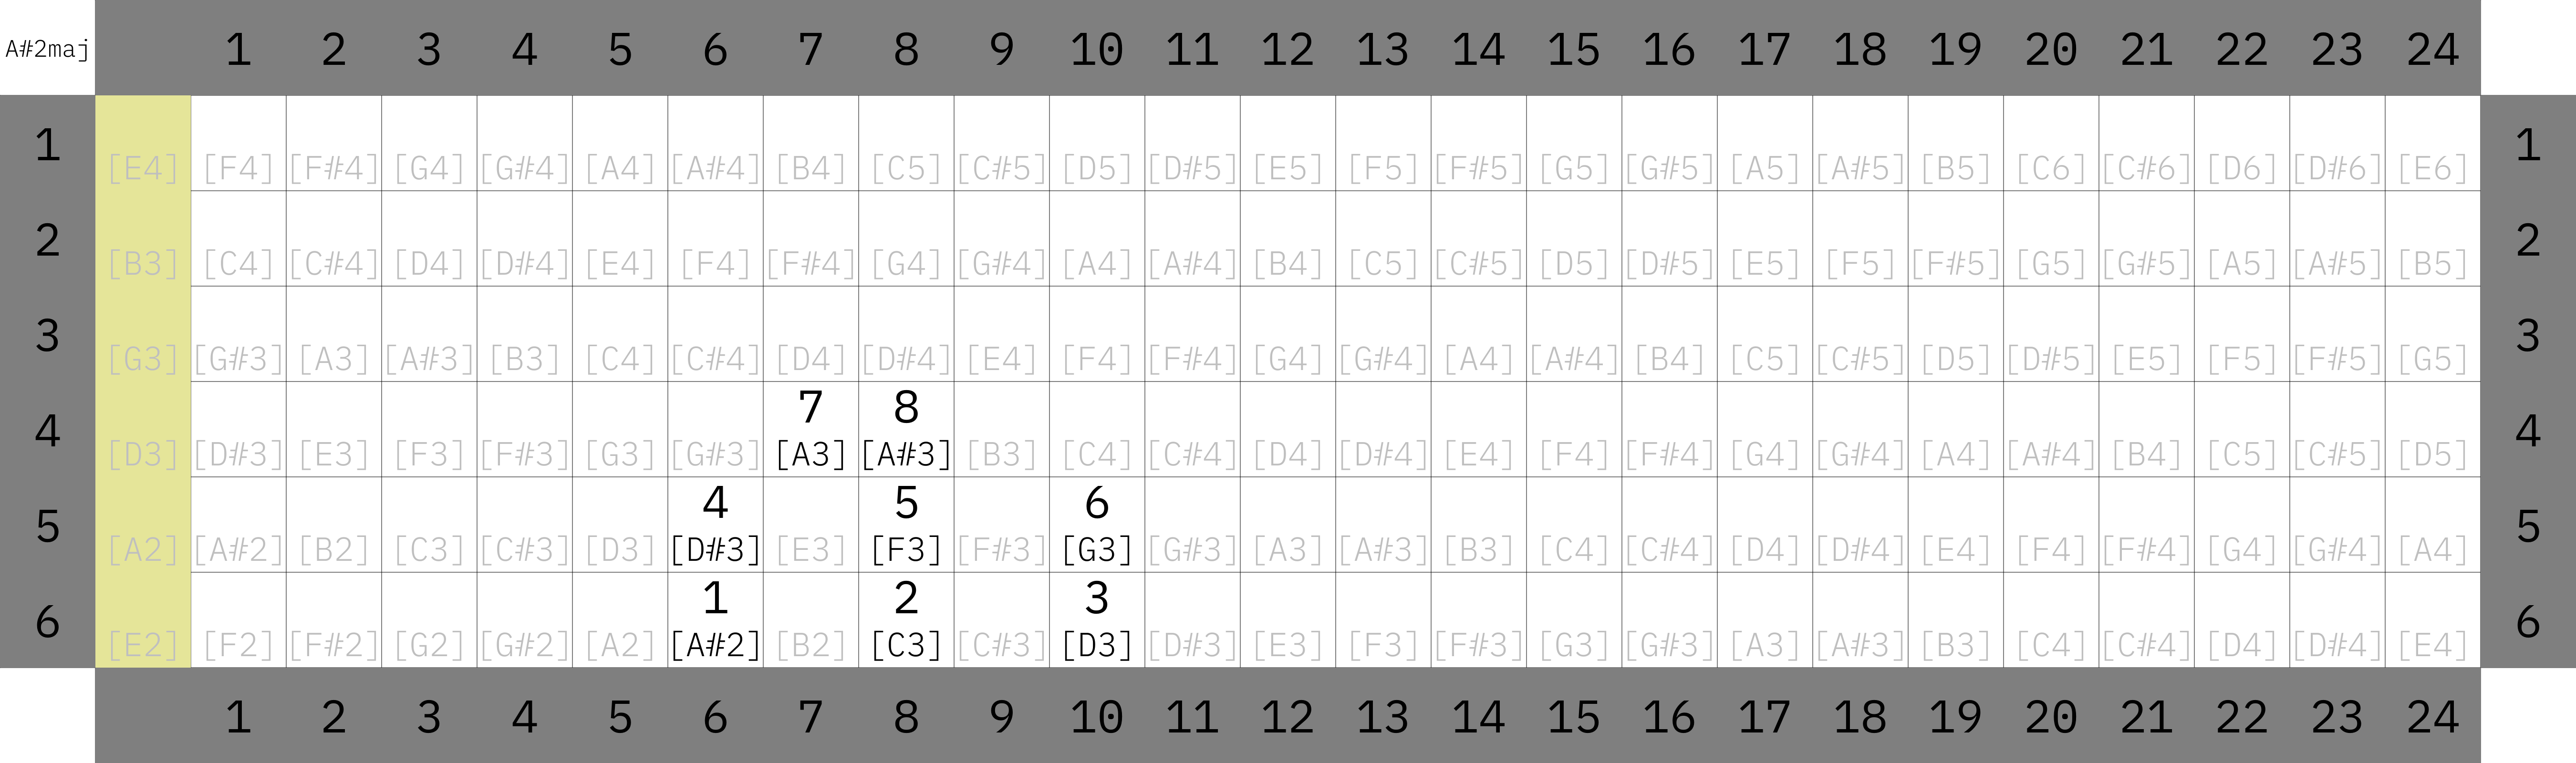 A#2maj 1 2 3 4 5 6 7 8 9 10 11 12 13 14 15 16 17 18 19 20 21 22 23 24
1 [E4] [F4] [F#4] [G4] [G#4] [A4] [A#4] [B4] [C5] [C#5] [D5] [D#5] [E5] [F5] [F#5] [G5] [G#5] [A5] [A#5] [B5] [C6] [C#6] [D6] [D#6] [E6] 1
2 [B3] [C4] [C#4] [D4] [D#4] [E4] [F4] [F#4] [G4] [G#4] [A4] [A#4] [B4] [C5] [C#5] [D5] [D#5] [E5] [F5] [F#5] [G5] [G#5] [A5] [A#5] [B5] 2
3 [G3] [G#3] [A3] [A#3] [B3] [C4] [C#4] [D4] [D#4] [E4] [F4] [F#4] [G4] [G#4] [A4] [A#4] [B4] [C5] [C#5] [D5] [D#5] [E5] [F5] [F#5] [G5] 3
7 8
4 [D3] [D#3] [E3] [F3] [F#3] [G3] [G#3] [A3] [A#3] [B3] [C4] [C#4] [D4] [D#4] [E4] [F4] [F#4] [G4] [G#4] [A4] [A#4] [B4] [C5] [C#5] [D5] 4
4 5 6
5 [A2] [A#2] [B2] [C3] [C#3] [D3] [D#3] [E3] [F3] [F#3] [G3] [G#3] [A3] [A#3] [B3] [C4] [C#4] [D4] [D#4] [E4] [F4] [F#4] [G4] [G#4] [A4] 5
1 2 3
6 [E2] [F2] [F#2] [G2] [G#2] [A2] [A#2] [B2] [C3] [C#3] [D3] [D#3] [E3] [F3] [F#3] [G3] [G#3] [A3] [A#3] [B3] [C4] [C#4] [D4] [D#4] [E4] 6
1 2 3 4 5 6 7 8 9 10 11 12 13 14 15 16 17 18 19 20 21 22 23 24